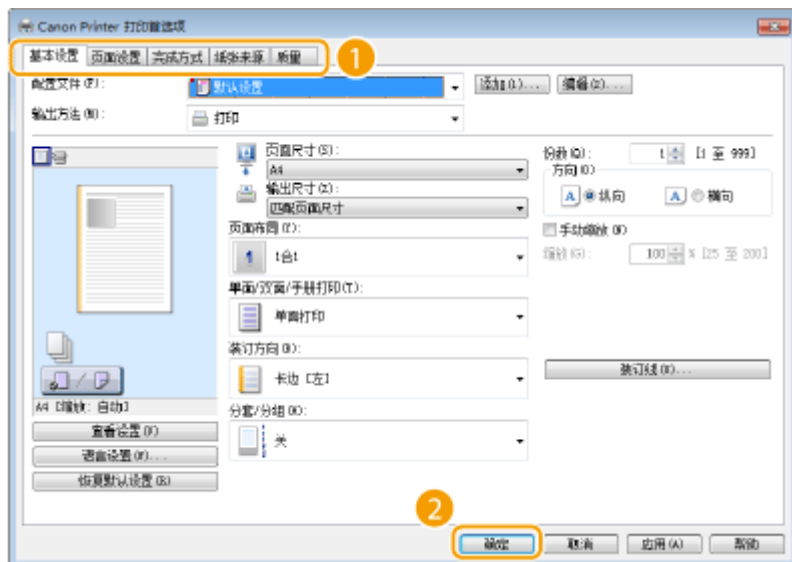 Canon Printer 打印首选项
基本设置 页面设置 完成方式 纸张来源 质量
1
配置文件(F): 默认设置 添加(1)... 编辑(2)...
输出方法(M): 打印
页面尺寸(S):
A4
输出尺寸(Z):
匹配页面尺寸
页面布局(Y):
1 1合1
单面/双面/手册打印(T):
单面打印
装订方向(B):
长边 [左]
分套/分组(X):
关
份数(Q): 1 [1 至 999]
方向(O)
A 纵向 A 横向
手动缩放(W)
缩放(G): 100 % [25 至 200]
装订线(U)...
A4 [缩放: 自动]
查看设置(V)
语言设置(#)...
恢复默认设置(R)
2
确定 取消 应用(A) 帮助